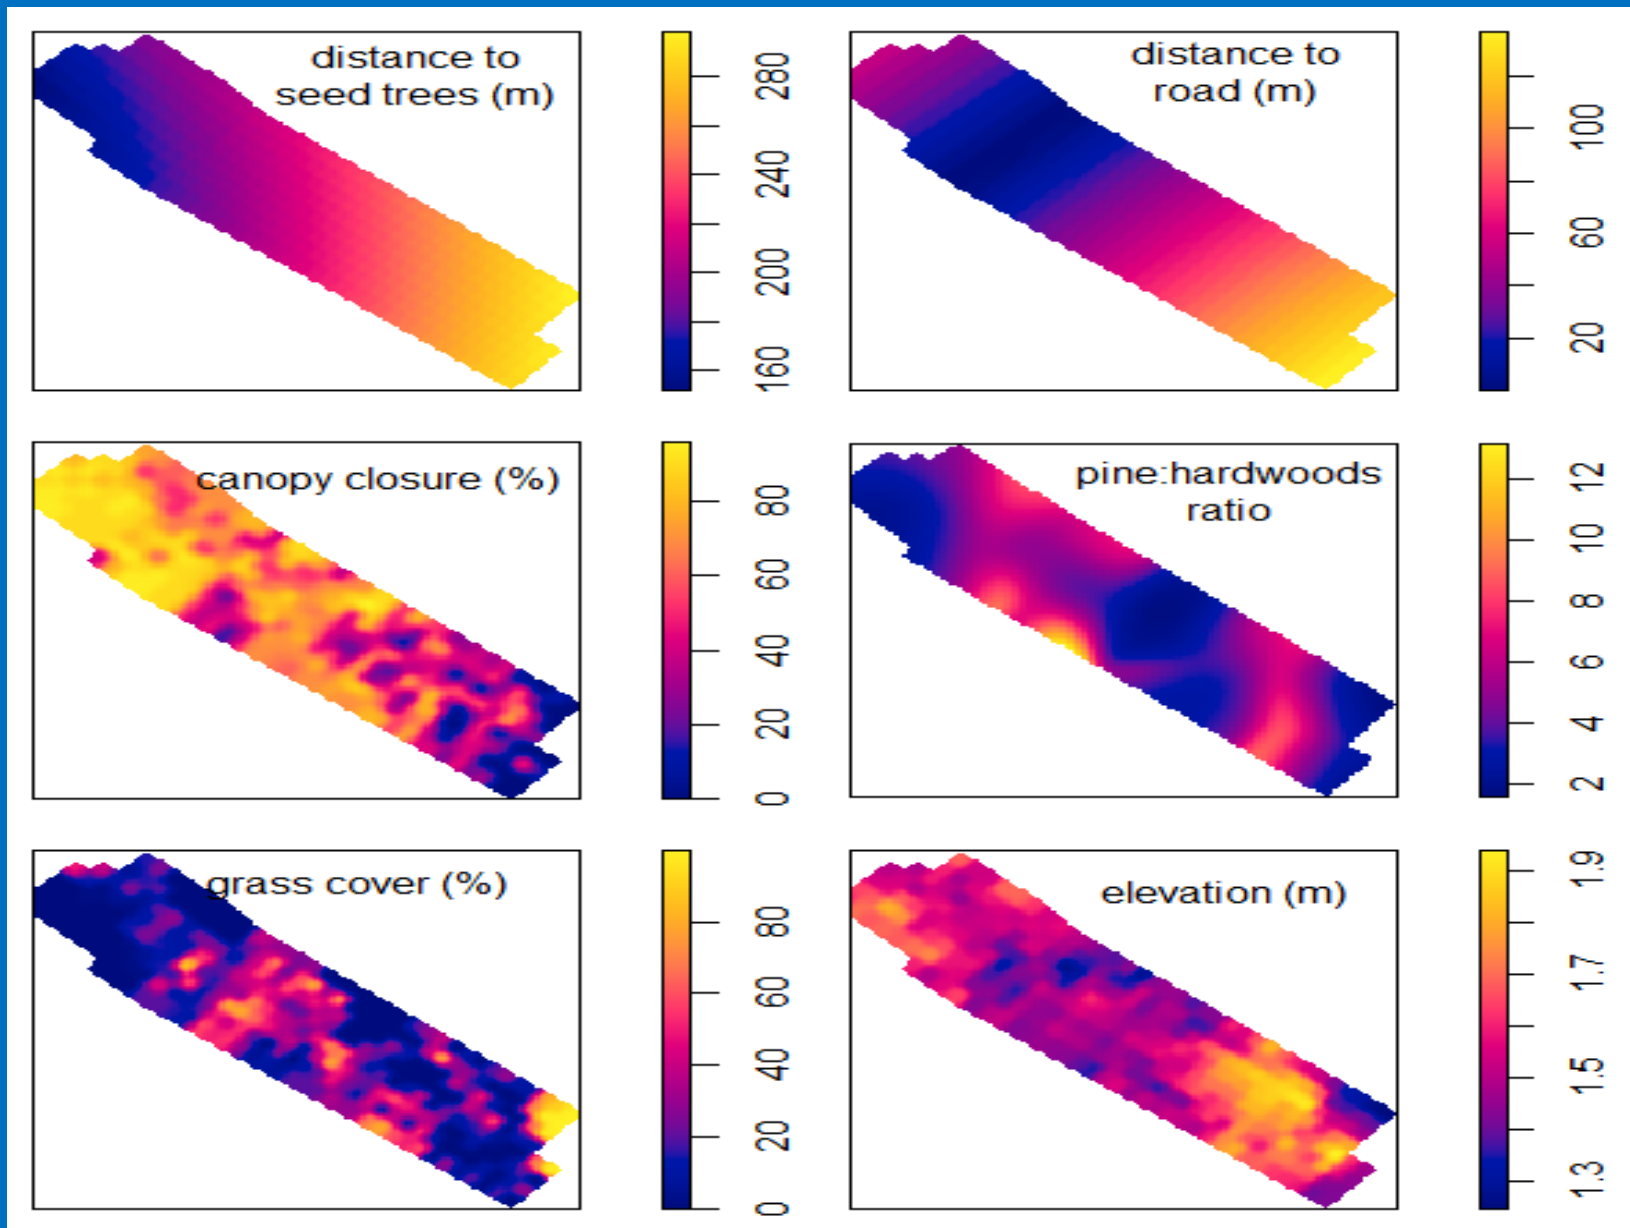 distance to
seed trees (m)
160 200 240 280
distance to
road (m)
20 60 100
canopy closure (%)
0 20 40 60 80
pine:hardwoods
ratio
2 4 6 8 10 12
grass cover (%)
0 20 40 60 80
elevation (m)
1.3 1.5 1.7 1.9